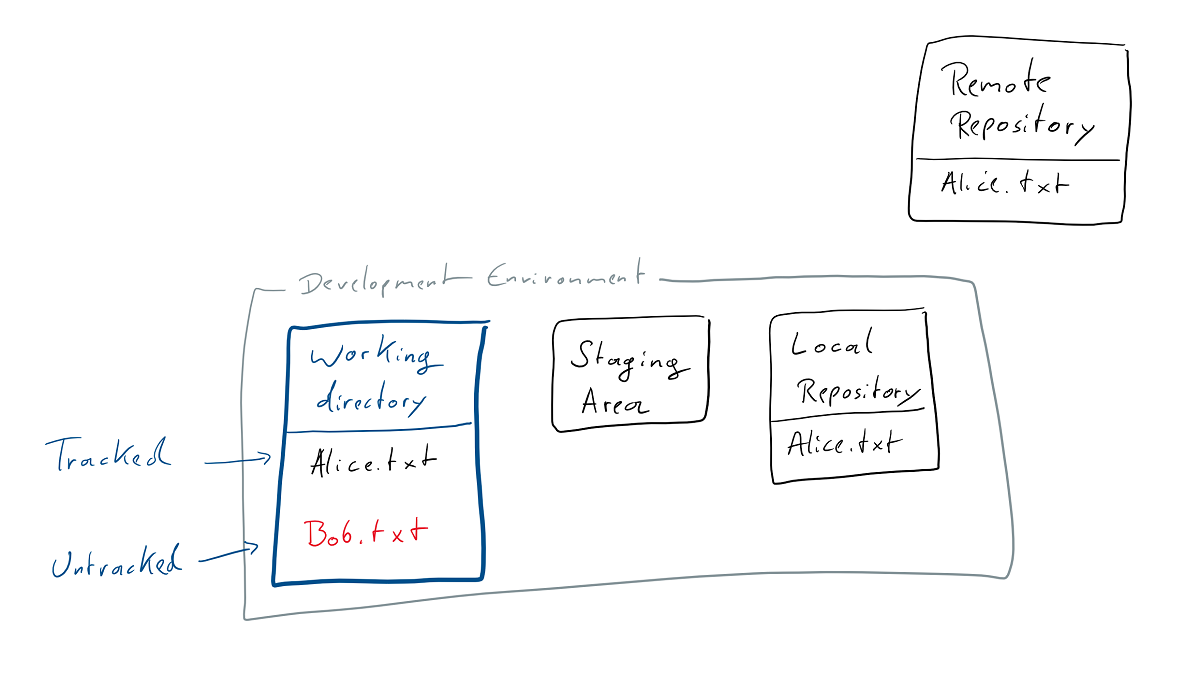 Remote
Repository
Alice.txt
Development Environment
Working
directory
Alice.txt
Bob.txt
Staging
Area
Local
Repository
Alice.txt
Tracked
Untracked